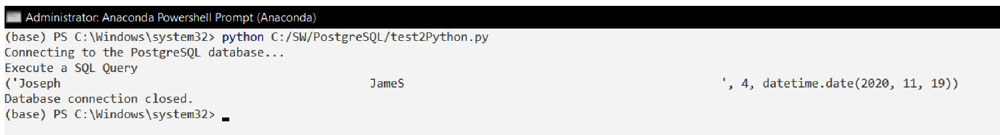 Administrator: Anaconda Powershell Prompt (Anaconda)
(base) PS C:\Windows\system32> python C:/SW/PostgreSQL/test2Python.py
Connecting to the PostgreSQL database...
Execute a SQL Query
('Joseph                                            JameS                                             ', 4, datetime.date(2020, 11, 19))
Database connection closed.
(base) PS C:\Windows\system32>